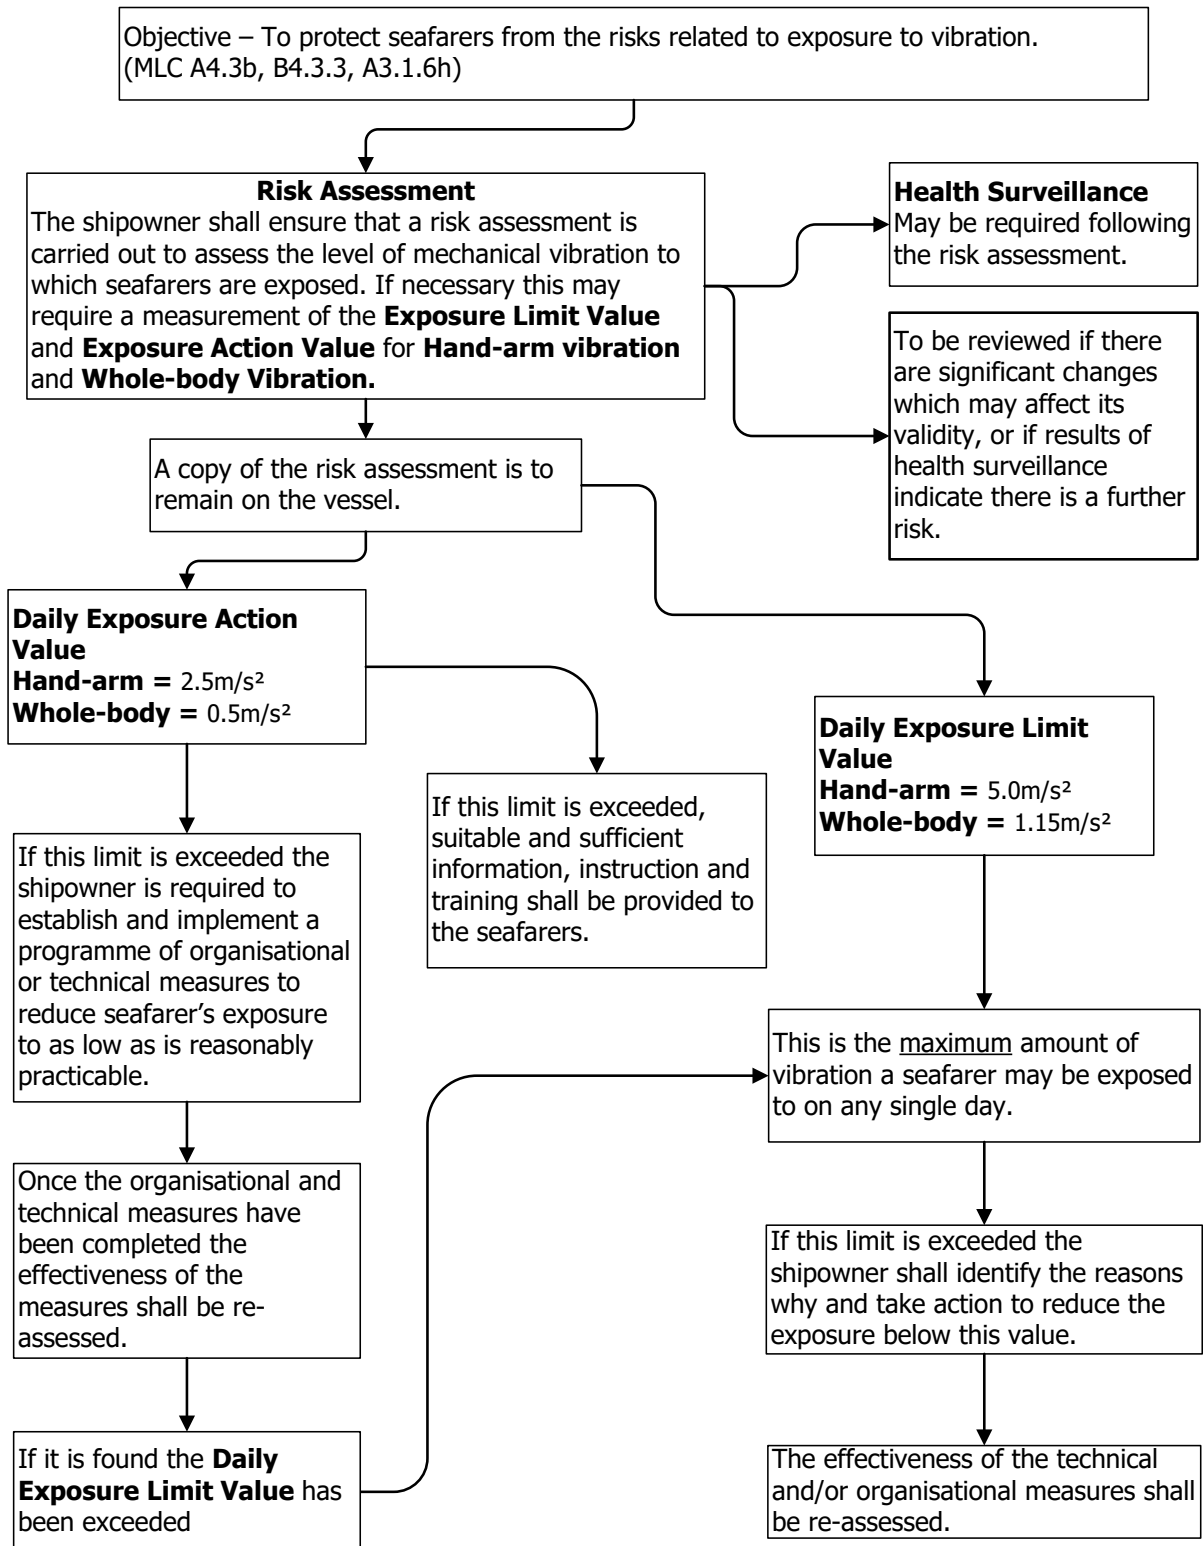 Objective – To protect seafarers from the risks related to exposure to vibration.
(MLC A4.3b, B4.3.3, A3.1.6h)
Risk Assessment
The shipowner shall ensure that a risk assessment is
carried out to assess the level of mechanical vibration to
which seafarers are exposed. If necessary this may
require a measurement of the Exposure Limit Value
and Exposure Action Value for Hand-arm vibration
and Whole-body Vibration.
Health Surveillance
May be required following
the risk assessment.
To be reviewed if there
are significant changes
which may affect its
validity, or if results of
health surveillance
indicate there is a further
risk.
A copy of the risk assessment is to
remain on the vessel.
Daily Exposure Action
Value
Hand-arm = 2.5m/s²
Whole-body = 0.5m/s²
If this limit is exceeded,
suitable and sufficient
information, instruction and
training shall be provided to
the seafarers.
Daily Exposure Limit
Value
Hand-arm = 5.0m/s²
Whole-body = 1.15m/s²
If this limit is exceeded the
shipowner is required to
establish and implement a
programme of organisational
or technical measures to
reduce seafarer’s exposure
to as low as is reasonably
practicable.
This is the maximum amount of
vibration a seafarer may be exposed
to on any single day.
Once the organisational and
technical measures have
been completed the
effectiveness of the
measures shall be re-
assessed.
If this limit is exceeded the
shipowner shall identify the reasons
why and take action to reduce the
exposure below this value.
If it is found the Daily
Exposure Limit Value has
been exceeded
The effectiveness of the technical
and/or organisational measures shall
be re-assessed.